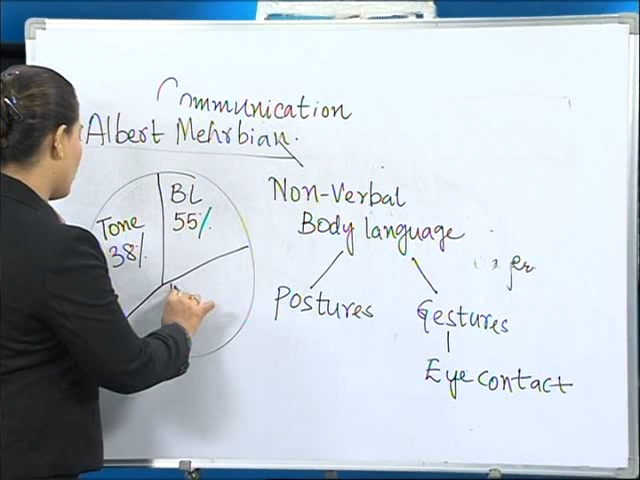 Communication
Albert Mehrbian.
BL
55%
Tone
38%
Non-Verbal
Body language
Postures
Gestures
Eye contact